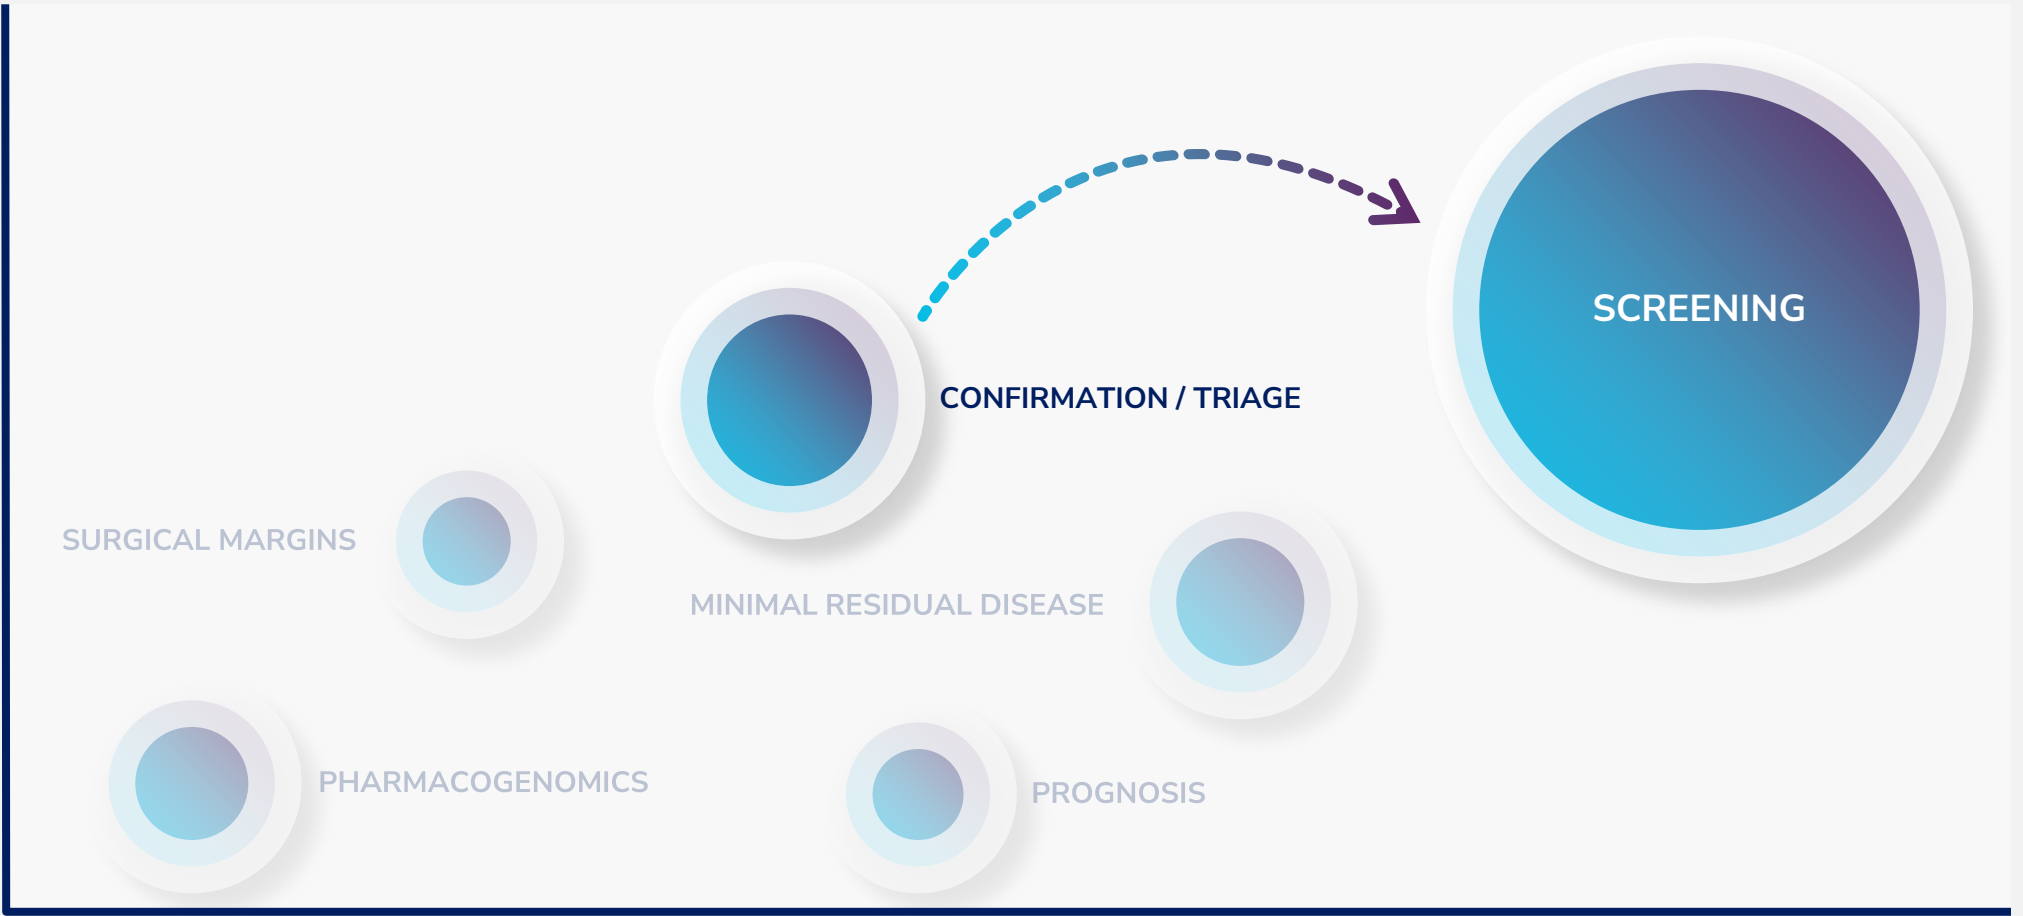 SCREENING
CONFIRMATION / TRIAGE
SURGICAL MARGINS
MINIMAL RESIDUAL DISEASE
PHARMACOGENOMICS
PROGNOSIS